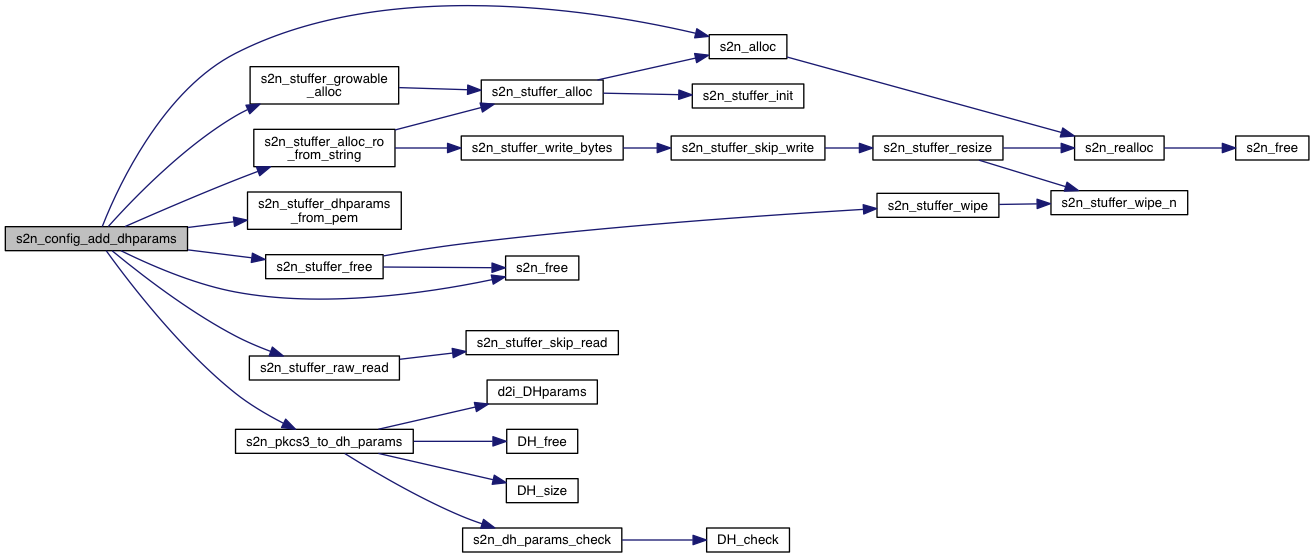 s2n_config_add_dhparams
s2n_stuffer_growable
_alloc
s2n_stuffer_alloc_ro
_from_string
s2n_stuffer_dhparams
_from_pem
s2n_stuffer_free
s2n_stuffer_raw_read
s2n_pkcs3_to_dh_params
s2n_stuffer_alloc
s2n_stuffer_write_bytes
s2n_free
s2n_stuffer_skip_read
d2i_DHparams
DH_free
DH_size
s2n_dh_params_check
s2n_alloc
s2n_stuffer_init
s2n_stuffer_skip_write
DH_check
s2n_stuffer_resize
s2n_stuffer_wipe
s2n_realloc
s2n_stuffer_wipe_n
s2n_free